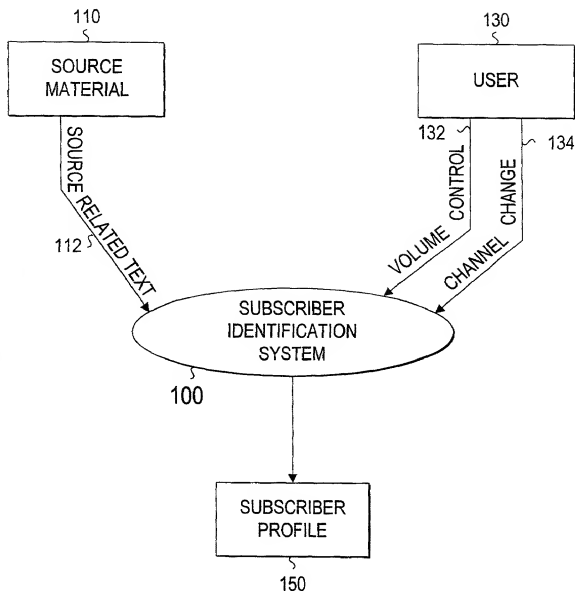 110
SOURCE
MATERIAL
130
USER
132
134
SOURCE RELATED TEXT
112
VOLUME CONTROL
CHANNEL CHANGE
SUBSCRIBER
IDENTIFICATION
SYSTEM
100
SUBSCRIBER
PROFILE
150